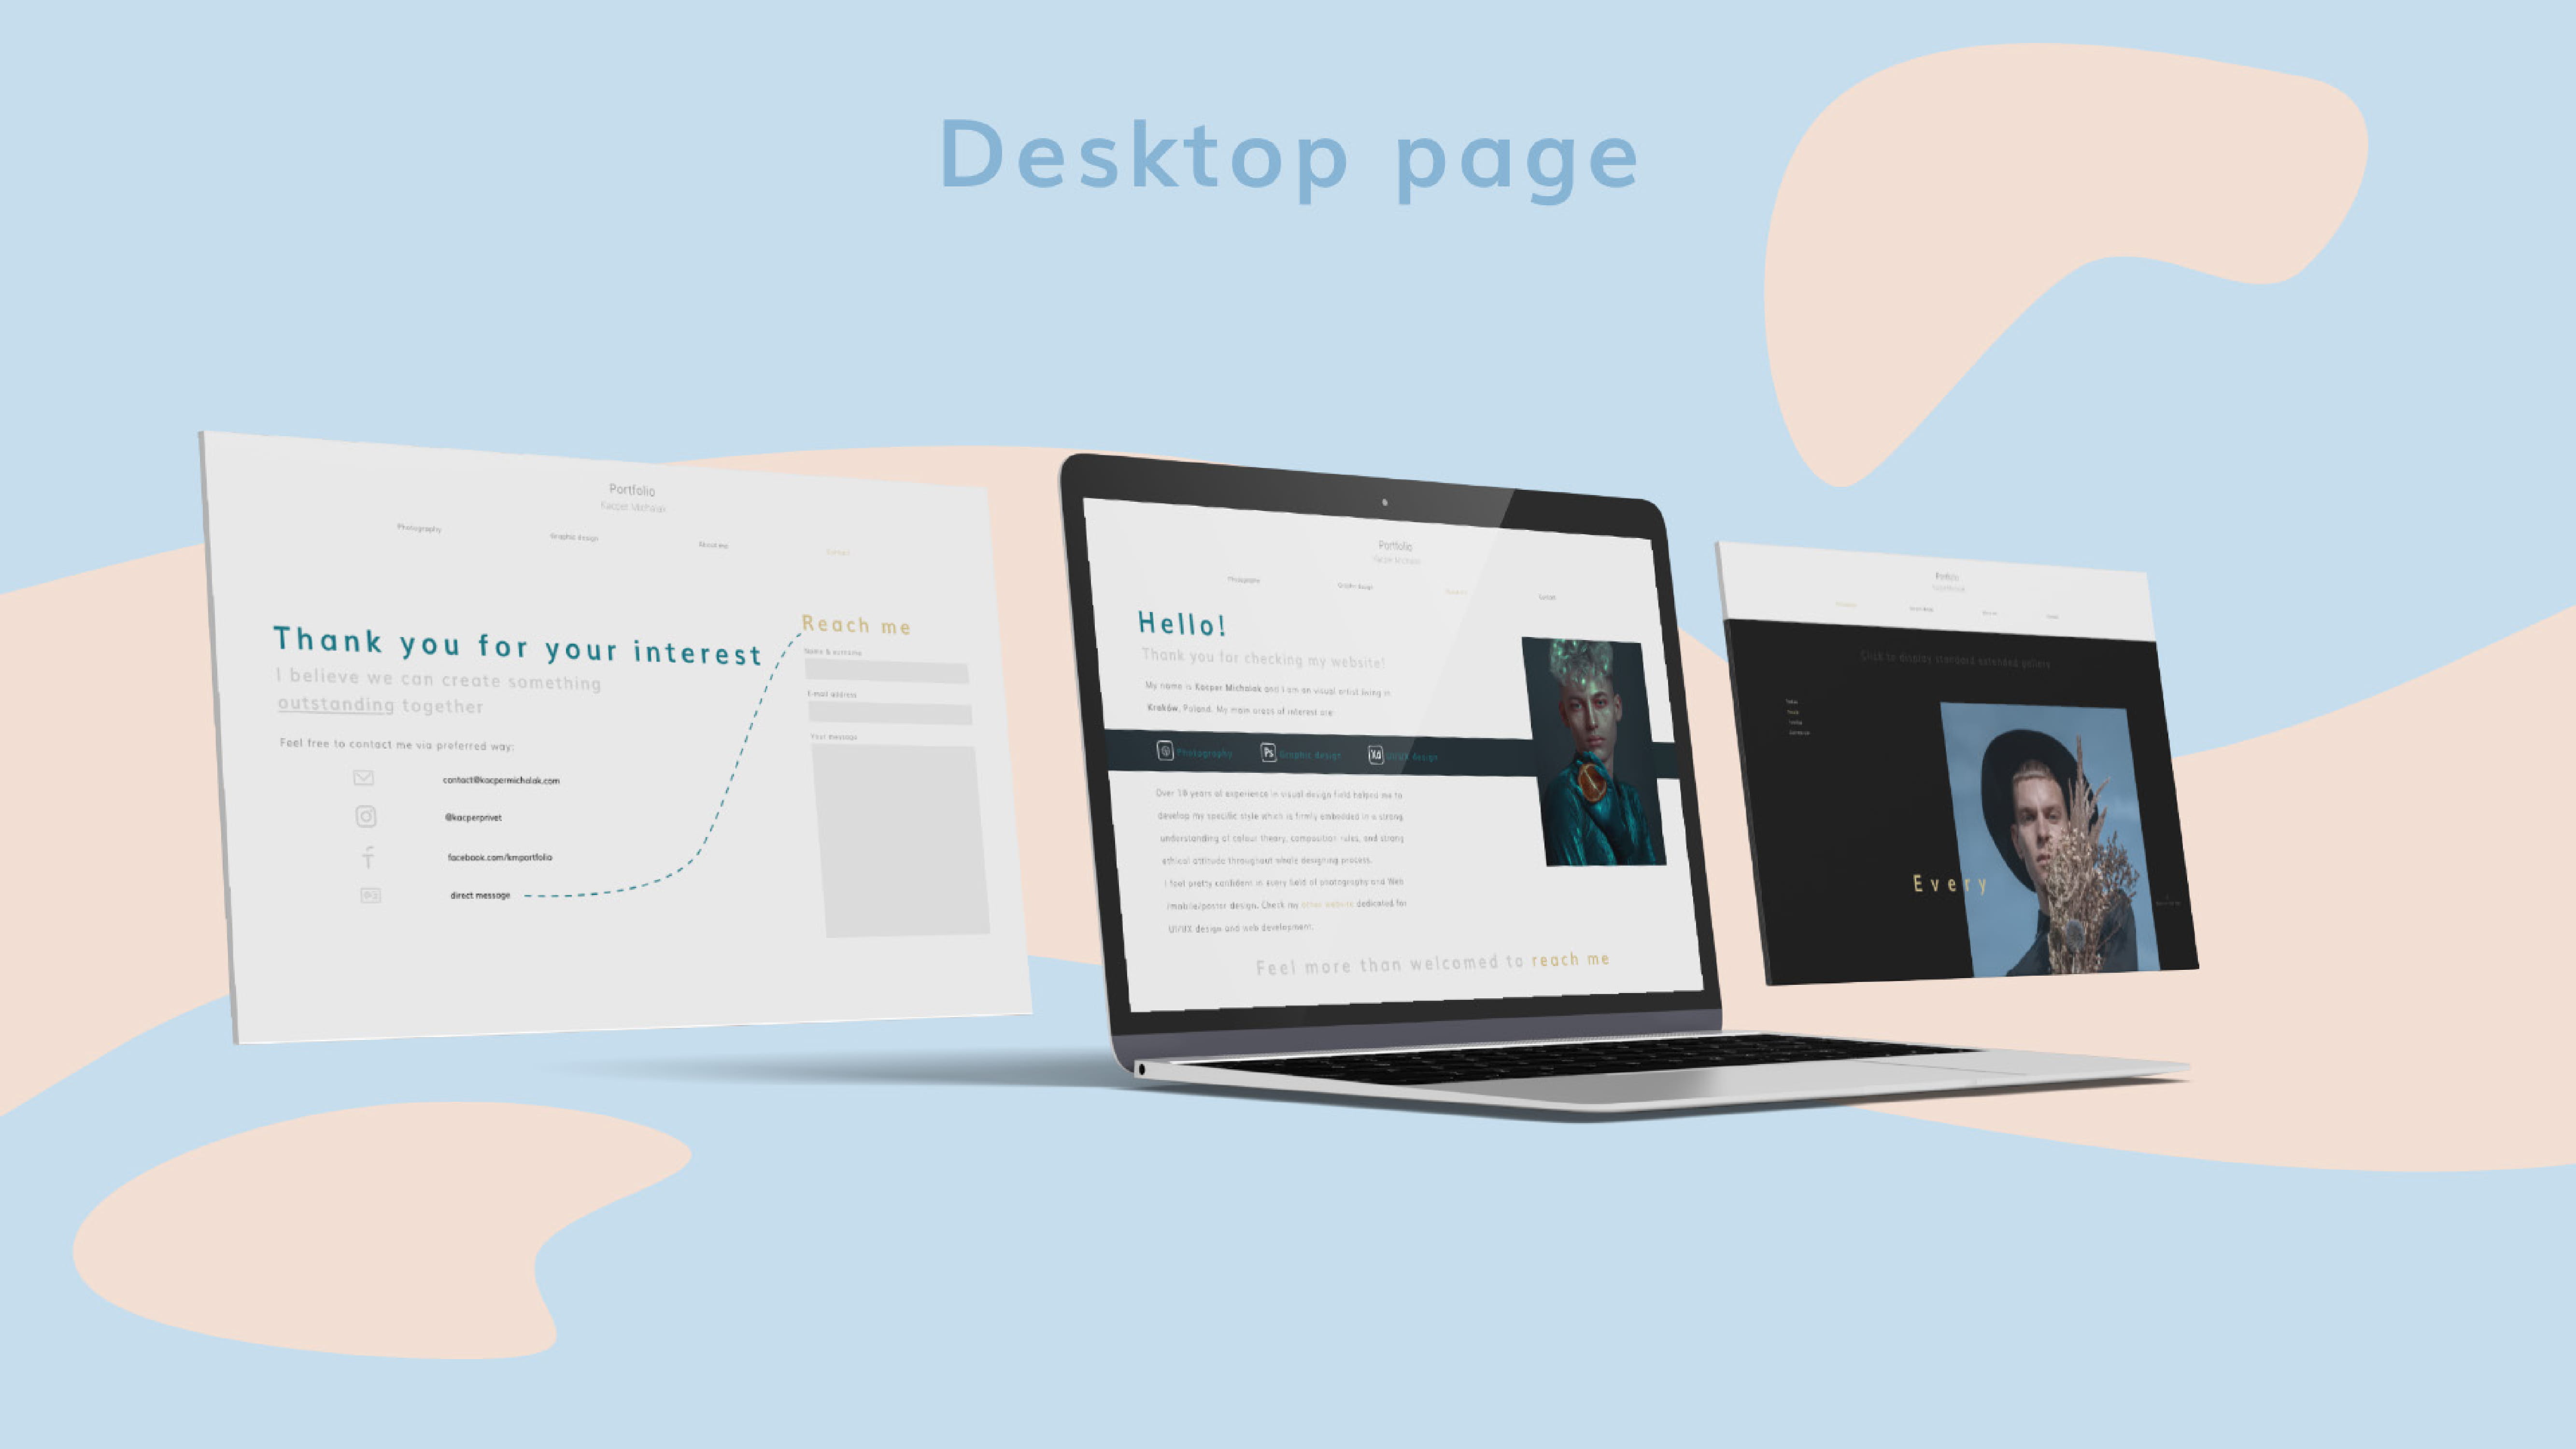 Desktop page
Portfolio
Kacper Michalak
Photography
Graphic design
About me
Contact
Thank you for your interest
I believe we can create something
outstanding together
Feel free to contact me via preferred way:
contact@kacpermichalak.com
@kacperprivet
facebook.com/kmportfolio
direct message
Reach me
Name & surname
E-mail address
Your message
Portfolio
Kacper Michalak
Photography
Graphic design
Contact
Hello!
Thank you for checking my website!
My name is Kacper Michalak and I am an visual artist living in
Kraków, Poland. My main areas of interest are:
Photography
Ps Graphic design
Xd UI/UX design
Over 10 years of experience in visual design field helped me to
develop my specific style which is firmly embedded in a strong
understanding of colour theory, composition rules, and strong
ethical attitude throughout whole designing process.
I feel pretty confident in every field of photography and Web
/mobile/poster design. Check my other website dedicated for
UI/UX design and web development.
Feel more than welcomed to reach me
Portfolio
Click to display standard extended gallery
Every